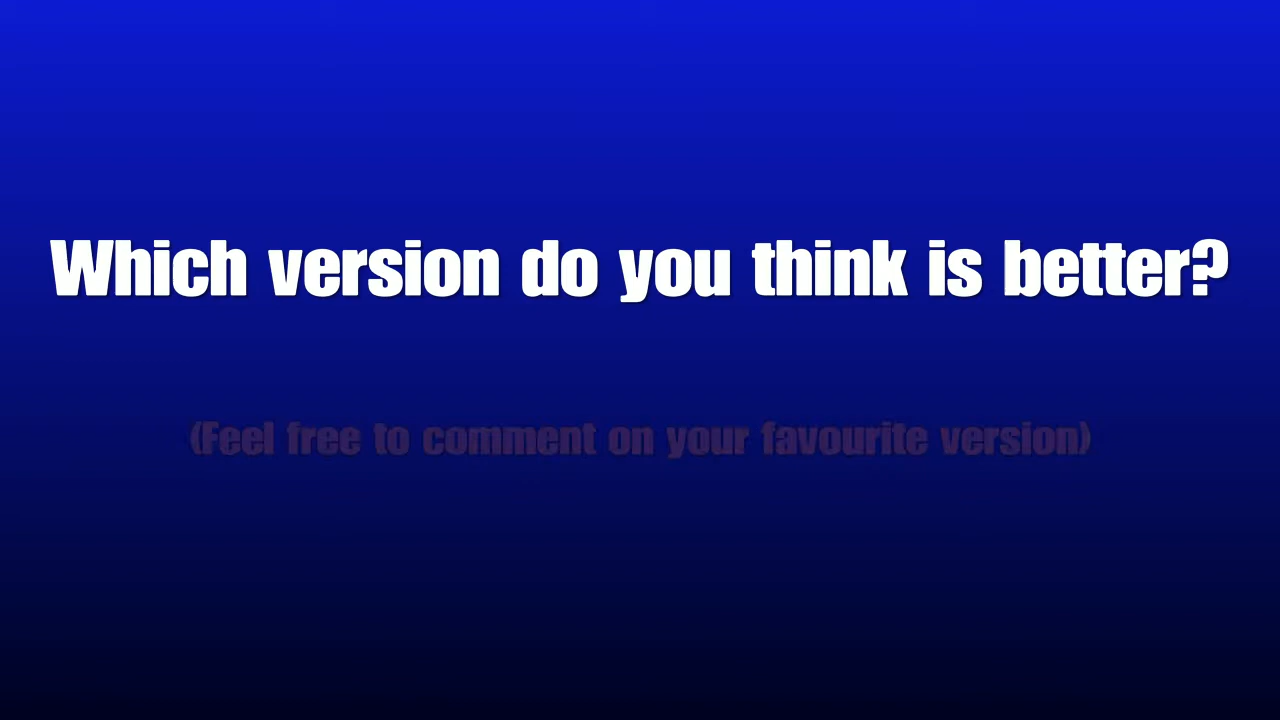 Which version do you think is better?
(Feel free to comment on your favourite version)